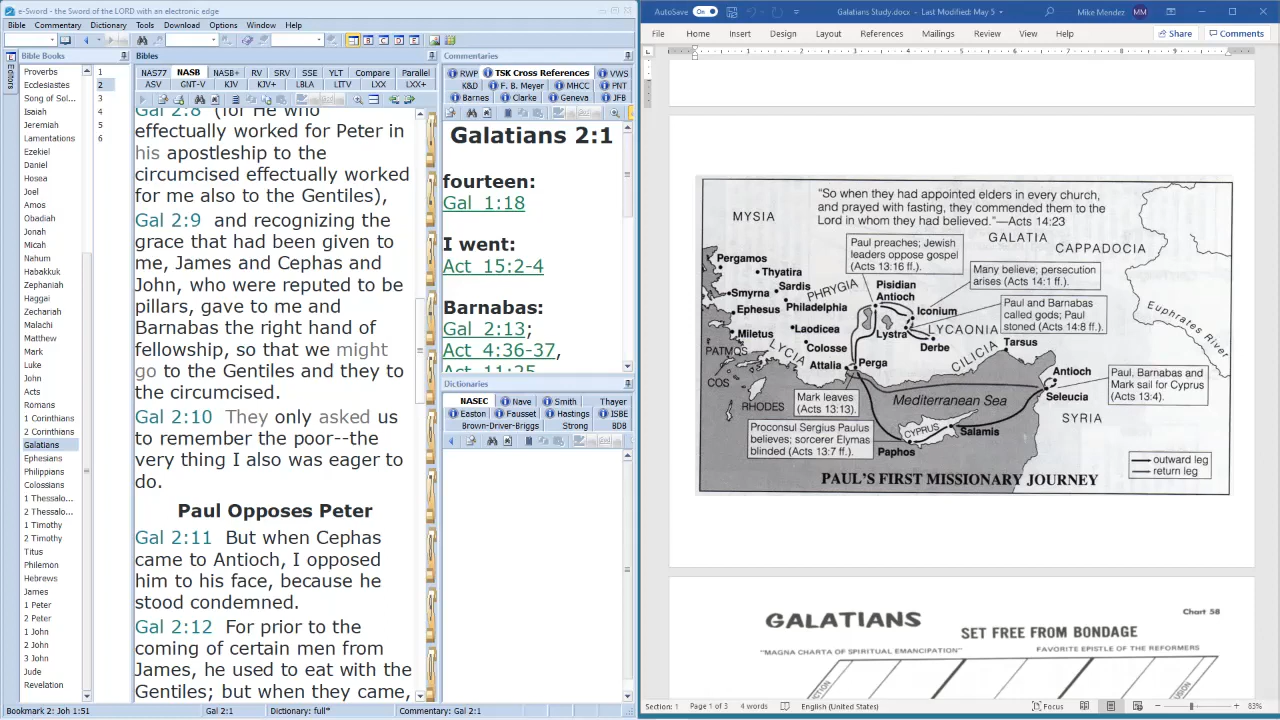 e-Sword - the Sword of the LORD with an electronic edge
Bible Commentary Dictionary Tools Download Options Window Help
Bible Books
Proverbs
Ecclesiastes
Song of Sol...
Isaiah
Jeremiah
Lamentations
Ezekiel
Daniel
Hosea
Joel
Amos
Obadiah
Jonah
Micah
Nahum
Habakkuk
Zephaniah
Haggai
Zechariah
Malachi
Matthew
Mark
Luke
John
Acts
Romans
1 Corinthians
2 Corinthians
Galatians
Ephesians
Philippians
Colossians
1 Thessalo...
2 Thessalo...
1 Timothy
2 Timothy
Titus
Philemon
Hebrews
James
1 Peter
2 Peter
1 John
2 John
3 John
Jude
Revelation
Editors
1
2
3
4
5
6
Bibles
NAS77 NASB NASB+ RV SRV SSE YLT Compare Parallel
ASV GNT-V KJV KJV+ LBLA LITV LXX LXX+
Gal 2:8 (for He who
effectually worked for Peter in
his apostleship to the
circumcised effectually worked
for me also to the Gentiles),
Gal 2:9 and recognizing the
grace that had been given to
me, James and Cephas and
John, who were reputed to be
pillars, gave to me and
Barnabas the right hand of
fellowship, so that we might
go to the Gentiles and they to
the circumcised.
Gal 2:10 They only asked us
to remember the poor--the
very thing I also was eager to
do.
Paul Opposes Peter
Gal 2:11 But when Cephas
came to Antioch, I opposed
him to his face, because he
stood condemned.
Gal 2:12 For prior to the
coming of certain men from
James, he used to eat with the
Gentiles; but when they came,
Commentaries
RWP TSK Cross References VWS
K&D F. B. Meyer MHCC PNT
Barnes Clarke Geneva JFB
Galatians 2:1
fourteen:
Gal 1:18
I went:
Act 15:2-4
Barnabas:
Gal 2:13;
Act 4:36-37,
Act 11:25,
Dictionaries
NASEC Nave Smith Thayer
Easton Fausset Hastings ISBE
Brown-Driver-Briggs Strong BDB
Bookmark 2: Joh 1:51 Gal 2:1 Dictionary: full* Commentary: Gal 2:1
AutoSave On Galatians Study.docx - Last Modified: May 5 Mike Mendez MM
File Home Insert Design Layout References Mailings Review View Help Share Comments
1 2 3 4 5 6 7 8 9
“So when they had appointed elders in every church,
and prayed with fasting, they commended them to the
Lord in whom they had believed.”—Acts 14:23
MYSIA
GALATIA
CAPPADOCIA
Paul preaches; Jewish
leaders oppose gospel
(Acts 13:16 ff.)
Many believe; persecution
arises (Acts 14:1 ff.)
Paul and Barnabas
called gods; Paul
stoned (Acts 14:8 ff.)
Pergamos
Thyatira
Sardis
Smyrna
Philadelphia
PHRYGIA
Pisidian
Antioch
Ephesus
Iconium
Miletus
Laodicea
Lystra
LYCAONIA
Euphrates River
Colosse
Derbe
Tarsus
PATMOS
LYCIA
Attalia
Perga
CILICIA
COS
Antioch
RHODES
Mark leaves
(Acts 13:13).
Mediterranean Sea
Seleucia
Paul, Barnabas and
Mark sail for Cyprus
(Acts 13:4).
SYRIA
Proconsul Sergius Paulus
believes; sorcerer Elymas
blinded (Acts 13:7 ff.)
CYPRUS
Salamis
Paphos
outward leg
return leg
PAUL'S FIRST MISSIONARY JOURNEY
Chart 58
GALATIANS
SET FREE FROM BONDAGE
"MAGNA CHARTA OF SPIRITUAL EMANCIPATION"
FAVORITE EPISTLE OF THE REFORMERS
Section: 1 Page 1 of 3 4 words English (United States) Focus 83%